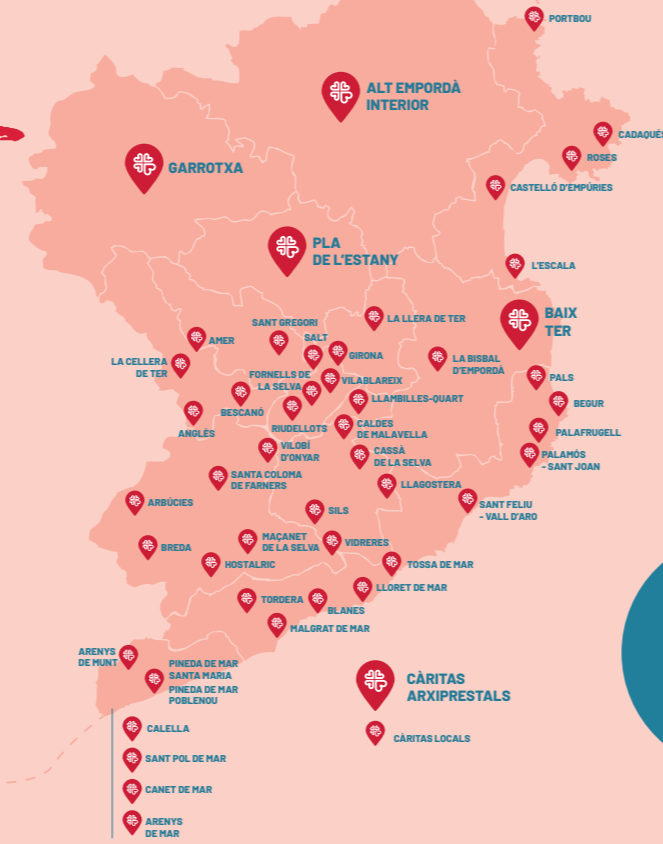 PORTBOU
ALT EMPORDÀ
INTERIOR
CADAQUÉS
ROSES
GARROTXA
CASTELLÓ D'EMPÚRIES
PLA
DE L'ESTANY
L'ESCALA
BAIX
TER
LA LLERA DE TER
SANT GREGORI
SALT
AMER
GIRONA
LA CELLERA
DE TER
LA BISBAL
D'EMPORDÀ
FORNELLS DE
LA SELVA
VILABLAREIX
PALS
BESCANÓ
LLAMBILLES-QUART
BEGUR
ANGLÈS
RIUDELLOTS
CALDES
DE MALAVELLA
PALAFRUGELL
VILOBÍ
D'ONYAR
CASSÀ
DE LA SELVA
PALAMÓS
- SANT JOAN
SANTA COLOMA
DE FARNERS
LLAGOSTERA
ARBÚCIES
SILS
SANT FELIU
- VALL D'ARO
BREDA
MAÇANET
DE LA SELVA
VIDRERES
HOSTALRIC
TOSSA DE MAR
LLORET DE MAR
TORDERA
BLANES
MALGRAT DE MAR
ARENYS
DE MUNT
PINEDA DE MAR
SANTA MARIA
PINEDA DE MAR
POBLENOU
CÀRITAS
ARXIPRESTALS
CALELLA
CÀRITAS LOCALS
SANT POL DE MAR
CANET DE MAR
ARENYS
DE MAR